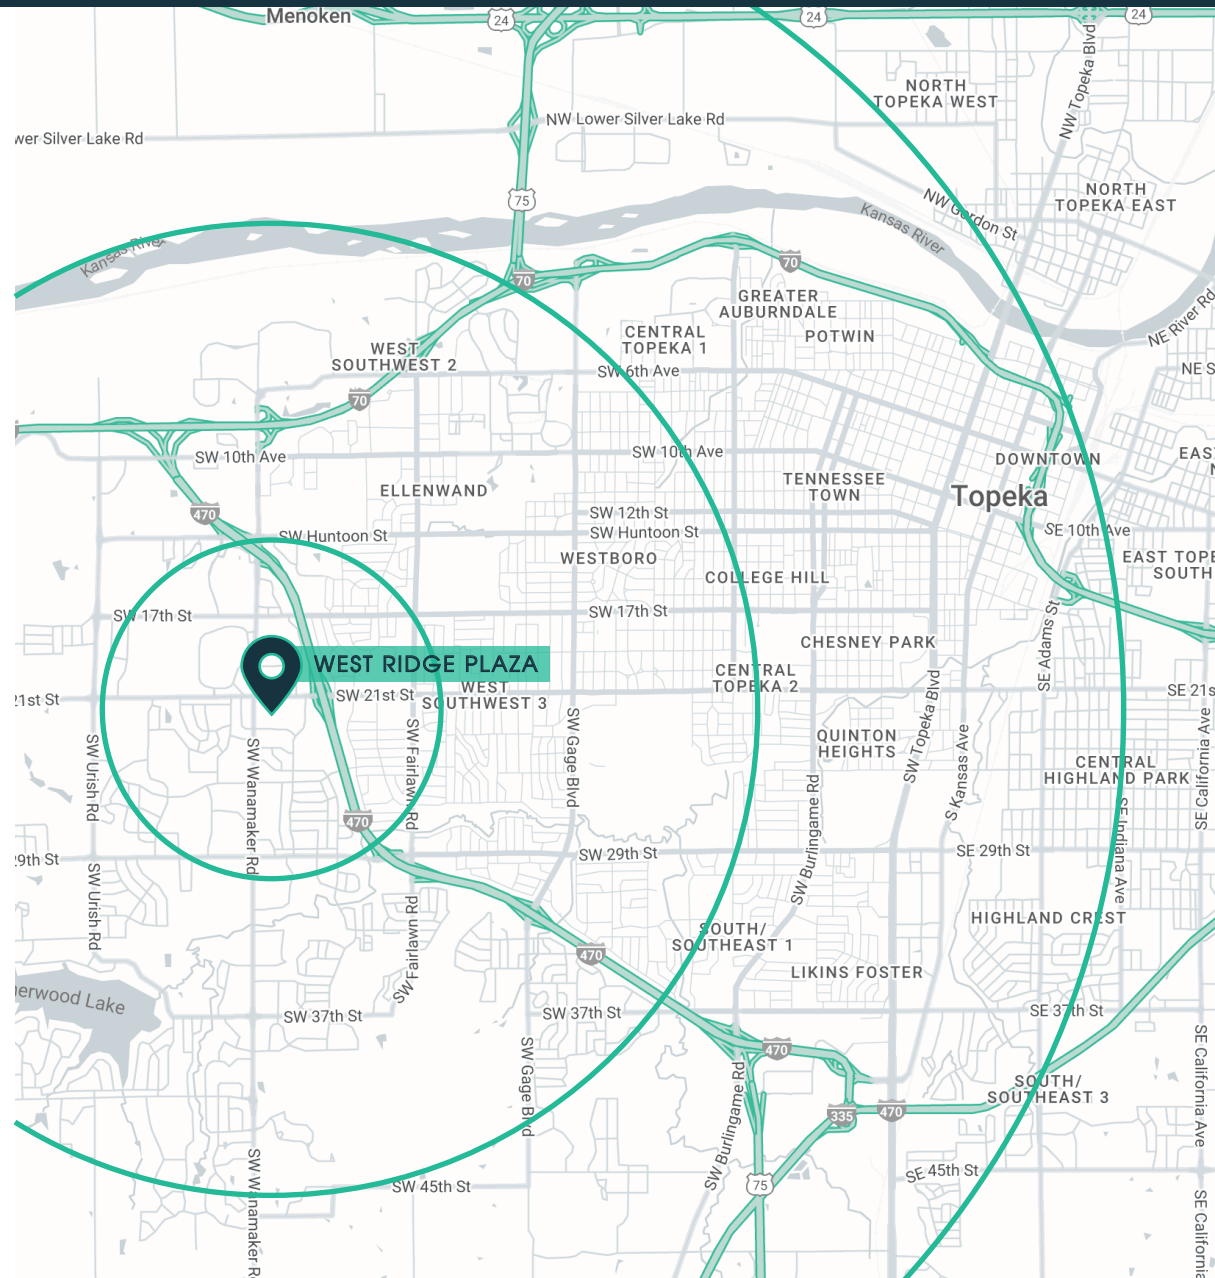 Menoken
24
24
24
NW Topeka Blvd
NORTH
TOPEKA WEST
NW Lower Silver Lake Rd
wer Silver Lake Rd
75
NORTH
TOPEKA EAST
NW Gordon St
Kansas River
Kansas River
70
70
NE River Rd
GREATER
AUBURNDALE
CENTRAL
TOPEKA 1
POTWIN
WEST
SOUTHWEST 2
SW 6th Ave
NE S
70
SW 10th Ave
SW 10th Ave
DOWNTOWN
EAS
N
ELLENWAND
TENNESSEE
TOWN
Topeka
470
SW 12th St
SW Huntoon St
SW Huntoon St
SE 10th Ave
WESTBORO
EAST TOPE
SOUTH
COLLEGE HILL
SW 17th St
SW 17th St
SE Adams St
CHESNEY PARK
WEST RIDGE PLAZA
CENTRAL
TOPEKA 2
21st St
SW 21st St
WEST
SOUTHWEST 3
SE 21s
SW Urish Rd
SW Wanamaker Rd
SW Fairlawn Rd
SW Gage Blvd
QUINTON
HEIGHTS
SW Topeka Blvd
S Kansas Ave
SE California Ave
CENTRAL
HIGHLAND PARK
470
SW Burlingame Rd
SE Indiana Ave
29th St
SW 29th St
SE 29th St
SW Urish Rd
SW Fairlawn Rd
HIGHLAND CREST
SOUTH/
SOUTHEAST 1
470
LIKINS FOSTER
erwood Lake
SW 37th St
SW 37th St
SE 37th St
470
SW Gage Blvd
SW Burlingame Rd
SE California Ave
SOUTH/
SOUTHEAST 3
335
470
SW Wanamaker R
SW 45th St
75
SE 45th St
SE California